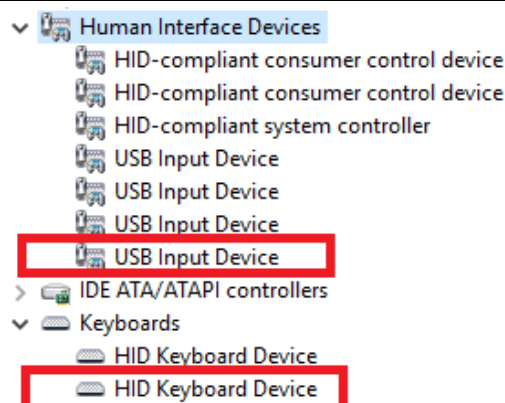 Human Interface Devices
HID-compliant consumer control device
HID-compliant consumer control device
HID-compliant system controller
USB Input Device
USB Input Device
USB Input Device
USB Input Device
IDE ATA/ATAPI controllers
Keyboards
HID Keyboard Device
HID Keyboard Device